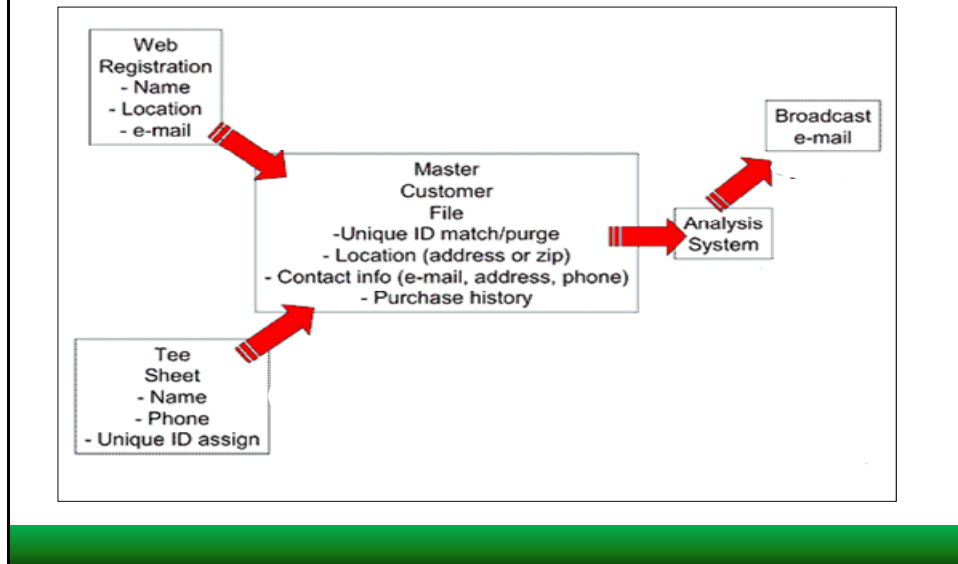 Web
Registration
- Name
- Location
- e-mail
Broadcast
e-mail
Master
Customer
File
-Unique ID match/purge
- Location (address or zip)
- Contact info (e-mail, address, phone)
- Purchase history
Analysis
System
Tee
Sheet
- Name
- Phone
- Unique ID assign